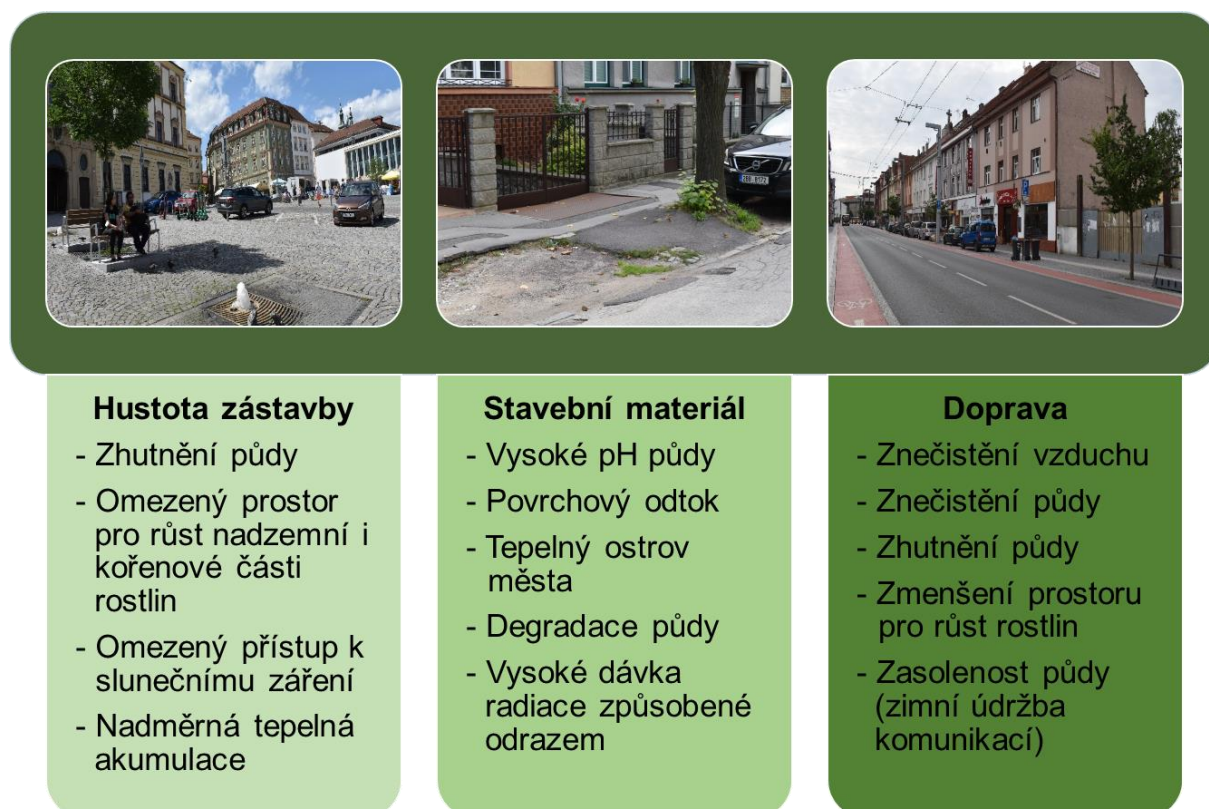 Hustota zástavby
- Zhutnění půdy
- Omezený prostor
pro růst nadzemní i
kořenové části
rostlin
- Omezený přístup k
slunečnímu záření
- Nadměrná tepelná
akumulace
Stavební materiál
- Vysoké pH půdy
- Povrchový odtok
- Tepelný ostrov
města
- Degradace půdy
- Vysoké dávka
radiace způsobené
odrazem
Doprava
- Znečistění vzduchu
- Znečistění půdy
- Zhutnění půdy
- Zmenšení prostoru
pro růst rostlin
- Zasolenost půdy
(zimní údržba
komunikací)